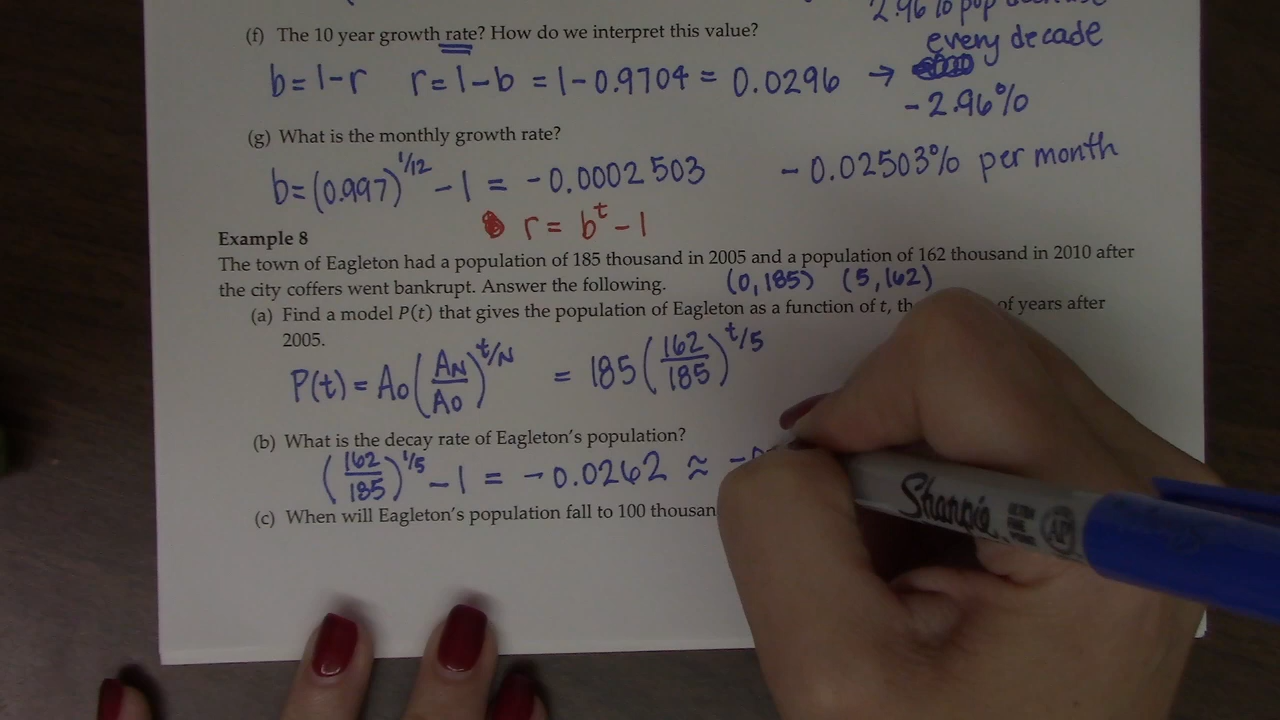 2.96% pop
(f) The 10 year growth rate? How do we interpret this value?
every decade
b = 1 - r   r = 1 - b = 1 - 0.9704 = 0.0296 →
- 2.96%
(g) What is the monthly growth rate?
b = (0.997)^1/12 - 1 = - 0.0002503   - 0.02503% per month
r = b^t - 1
Example 8
The town of Eagleton had a population of 185 thousand in 2005 and a population of 162 thousand in 2010 after
the city coffers went bankrupt. Answer the following.   (0, 185)   (5, 162)
(a) Find a model P(t) that gives the population of Eagleton as a function of t, of years after
2005.
P(t) = A0 (AN/A0)^t/N = 185 (162/185)^t/5
(b) What is the decay rate of Eagleton's population?
(162/185)^1/5 - 1 = - 0.0262 ≈
(c) When will Eagleton's population fall to 100
Sharpie